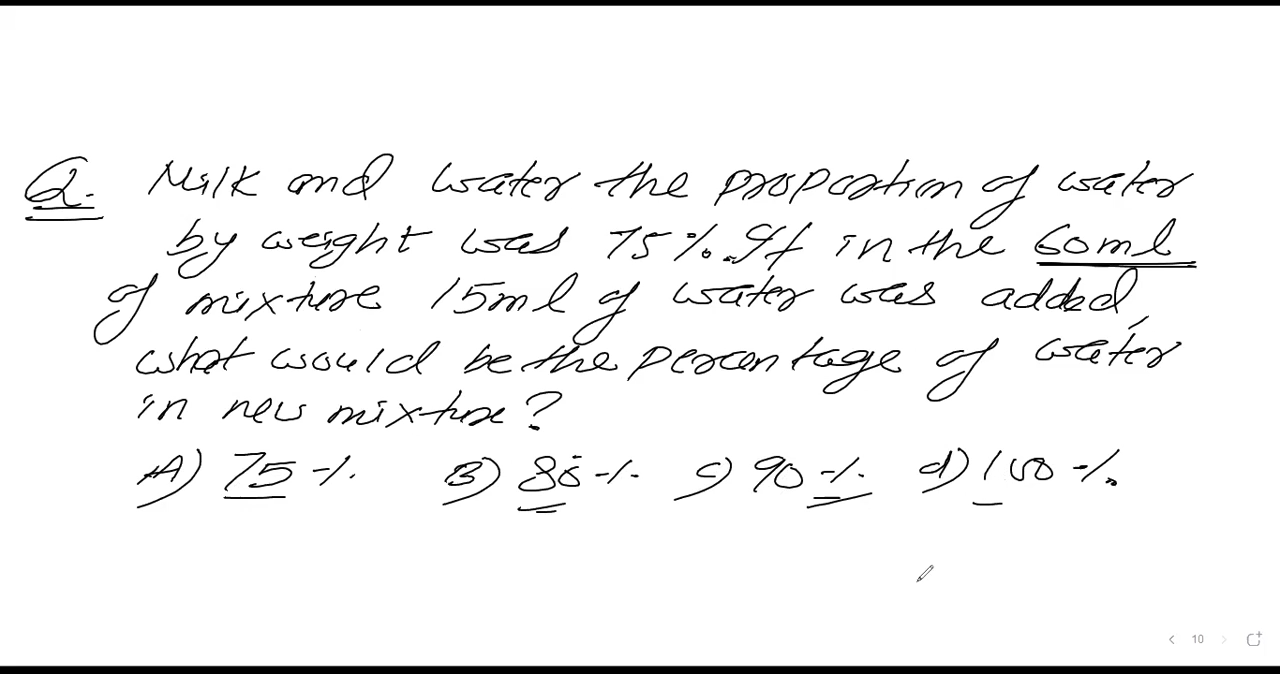 Q. Milk and water the proportion of water
by weight was 75%. If in the 60ml
of mixture 15ml of water was added,
what would be the percentage of water
in new mixture?
A) 75% B) 80% C) 90% d) 100%
10